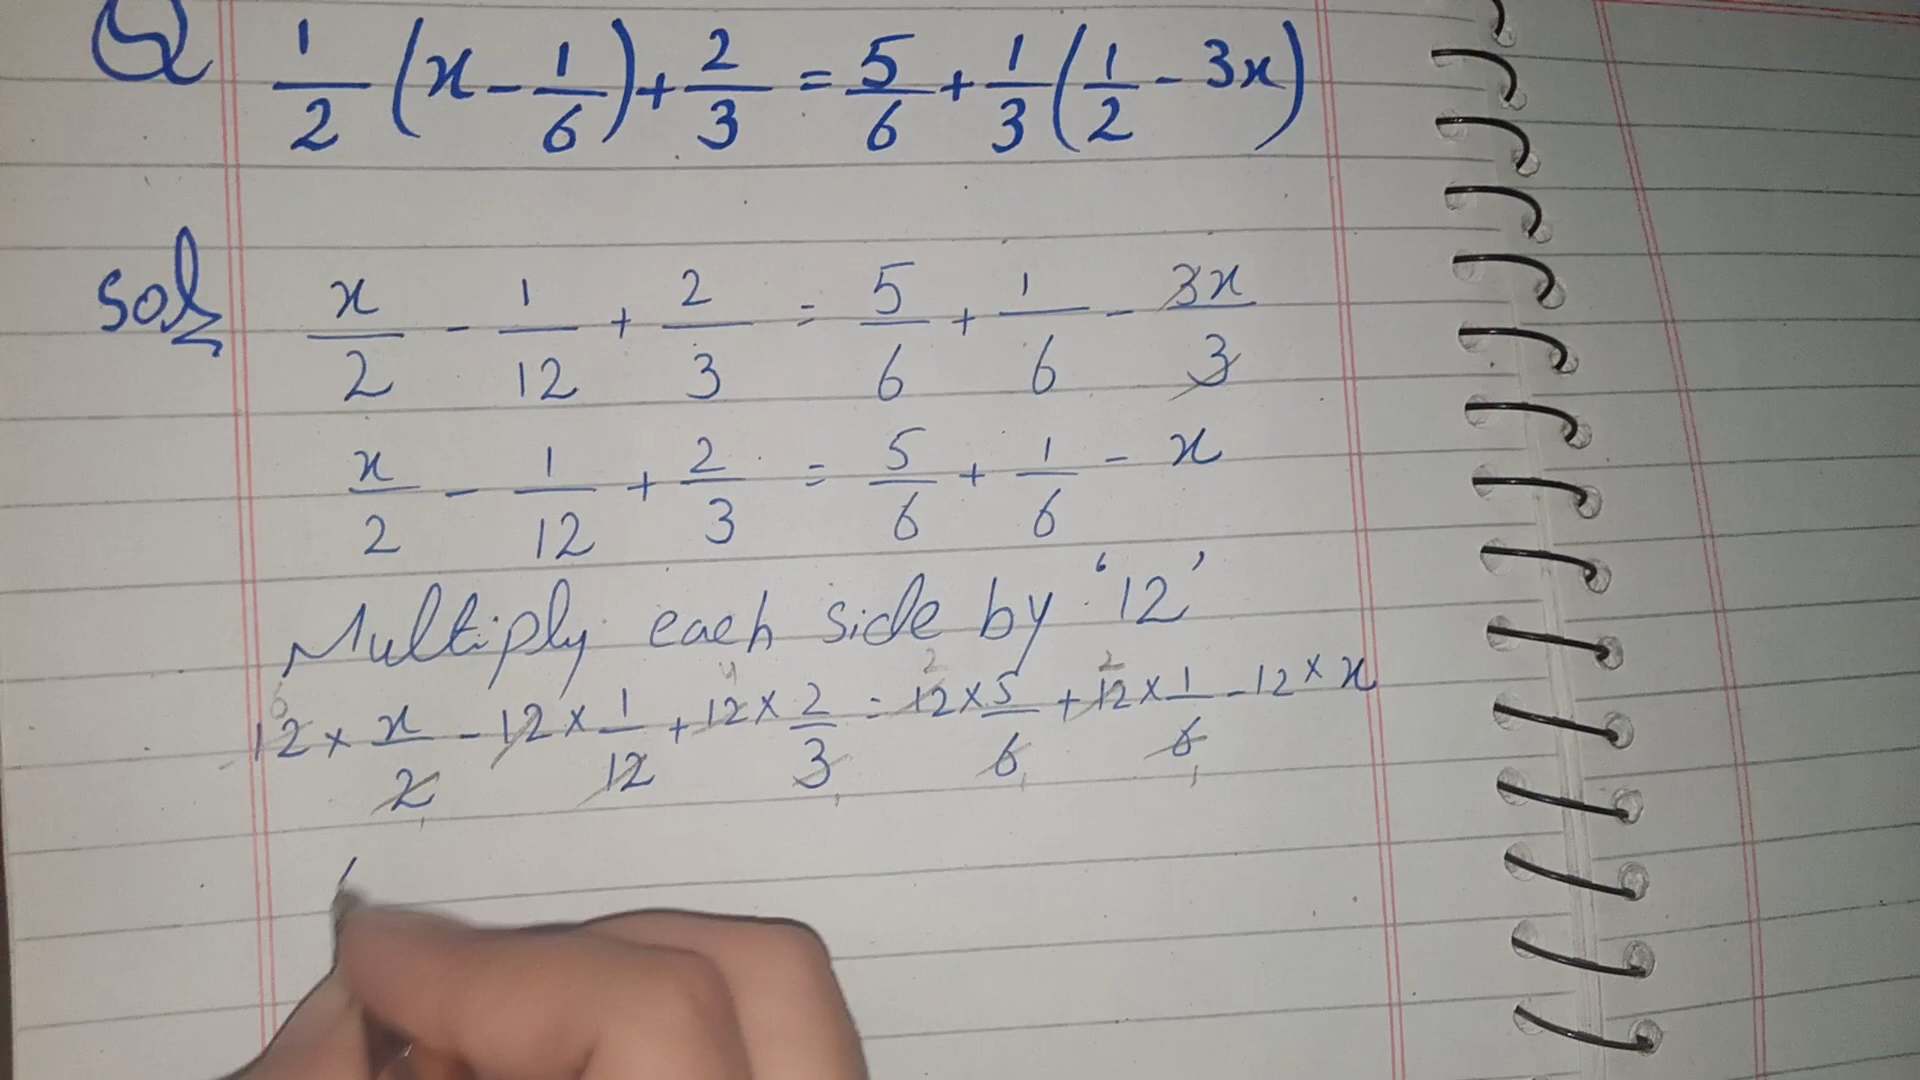 Q 1/2 (x - 1/6) + 2/3 = 5/6 + 1/3 (1/2 - 3x)
Sol x/2 - 1/12 + 2/3 = 5/6 + 1/6 - 3x/3
x/2 - 1/12 + 2/3 = 5/6 + 1/6 - x
Multiply each side by '12'
12 × x/2 - 12 × 1/12 + 12 × 2/3 = 12 × 5/6 + 12 × 1/6 - 12 × x